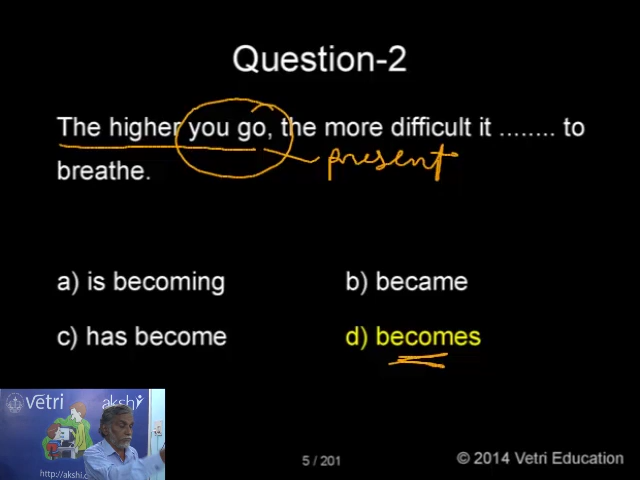 Question-2
The higher you go, the more difficult it ........ to
present
breathe.
a) is becoming
b) became
c) has become
d) becomes
Vētri
akshi
http://akshi.c
5 / 201
© 2014 Vetri Education